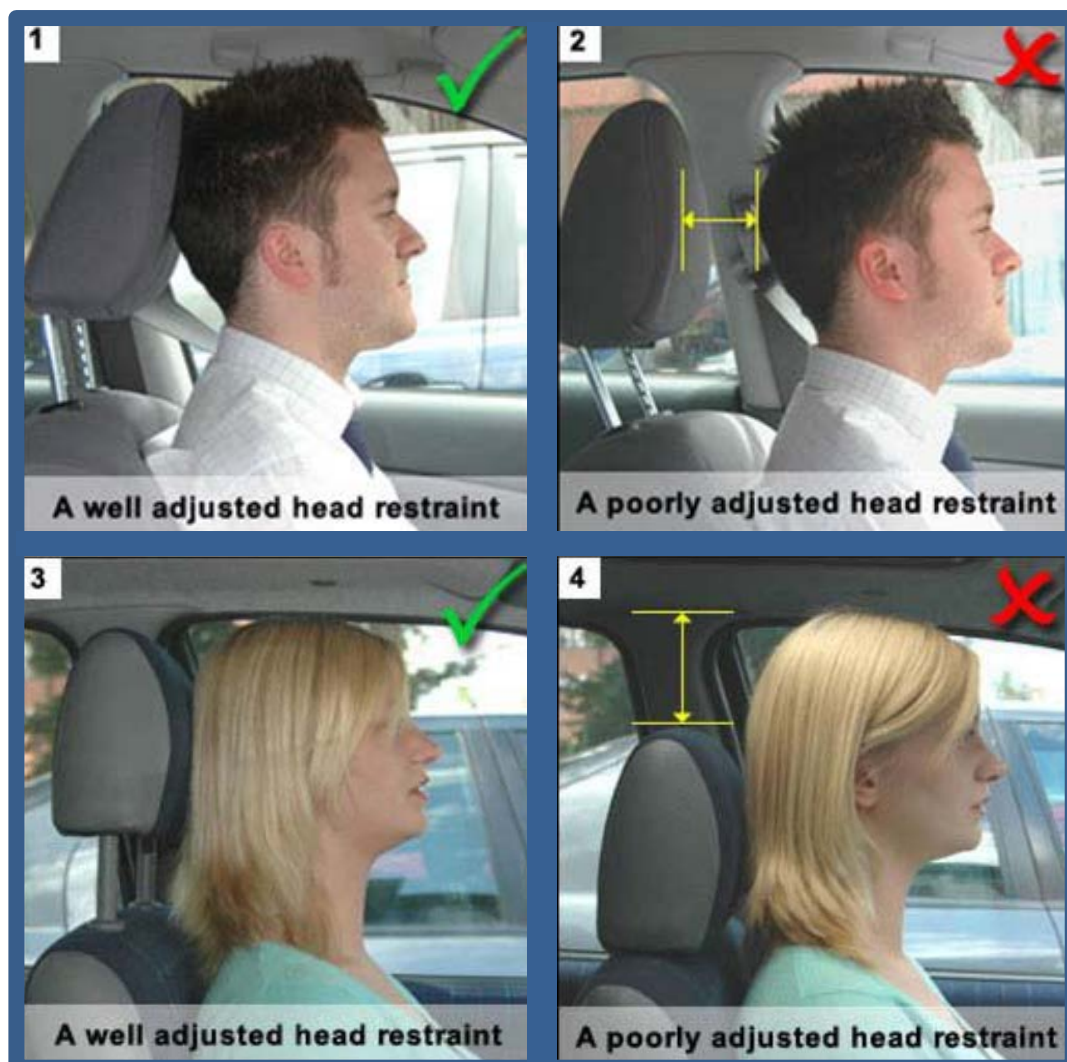 1
A well adjusted head restraint
2
A poorly adjusted head restraint
3
A well adjusted head restraint
4
A poorly adjusted head restraint